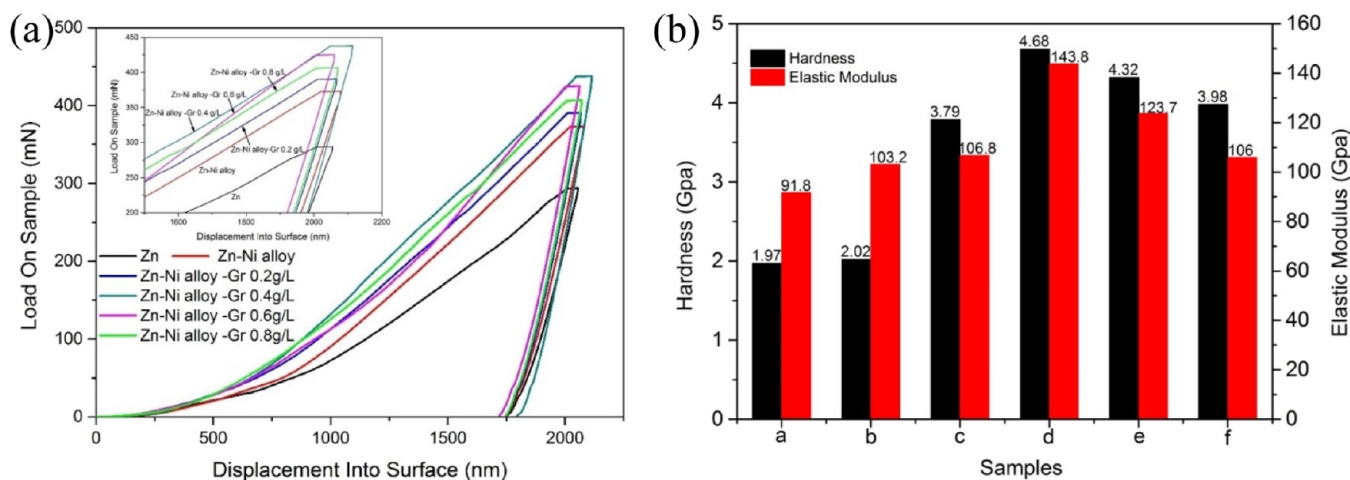 (a)
500
400
300
200
100
0
Load On Sample (mN)
0 500 1000 1500 2000
Displacement Into Surface (nm)
450
425
400
375
350
325
300
275
250
225
200
Load On Sample (mN)
1600 1800 2000 2200
Displacement Into Surface (nm)
Zn-Ni alloy -Gr 0.8 g/L
Zn-Ni alloy -Gr 0.6 g/L
Zn-Ni alloy -Gr 0.4 g/L
Zn-Ni alloy-Gr 0.2 g/L
Zn-Ni alloy
Zn
Zn Zn-Ni alloy
Zn-Ni alloy -Gr 0.2g/L
Zn-Ni alloy -Gr 0.4g/L
Zn-Ni alloy -Gr 0.6g/L
Zn-Ni alloy -Gr 0.8g/L
(b)
5
4
3
2
1
0
Hardness (Gpa)
Hardness
Elastic Modulus
1.97 91.8
2.02 103.2
3.79 106.8
4.68 143.8
4.32 123.7
3.98 106
a b c d e f
Samples
160
140
120
100
80
60
40
20
0
Elastic Modulus (Gpa)